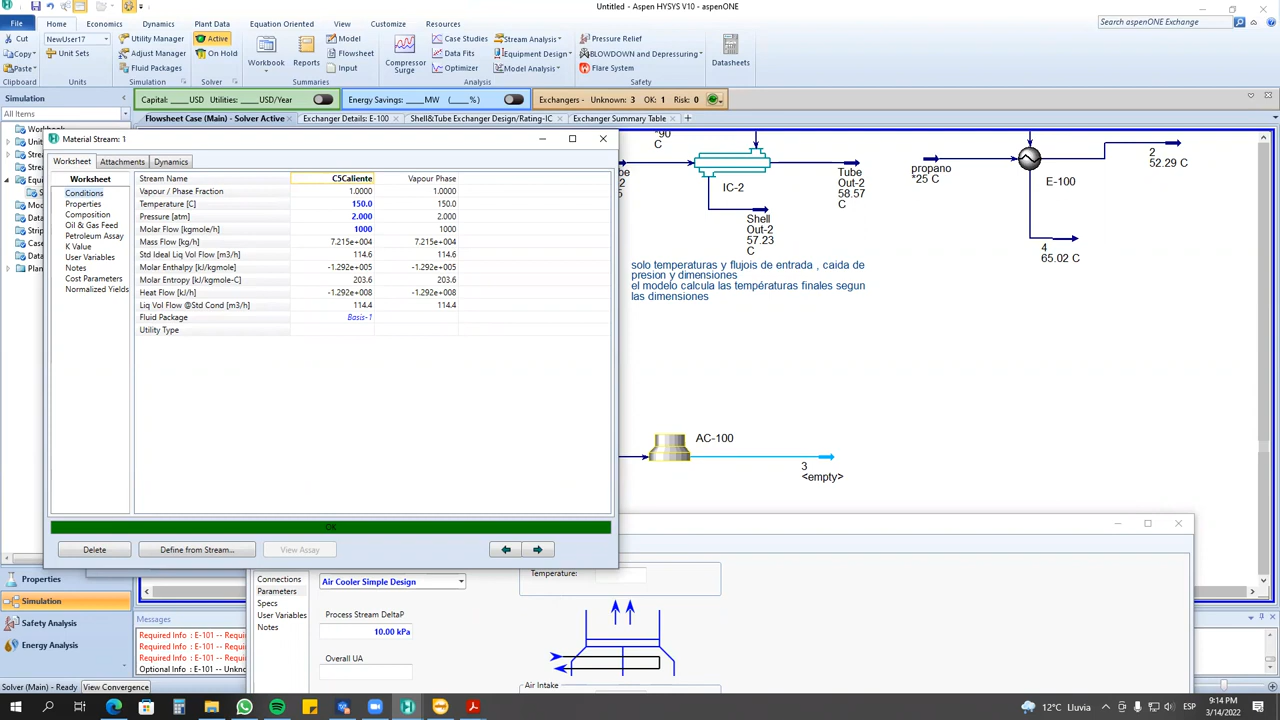 Untitled - Aspen HYSYS V10 - aspenONE
File Home Economics Dynamics Plant Data Equation Oriented View Customize Resources
Search aspenONE Exchange
Cut NewUser17 Utility Manager Active Model Case Studies Stream Analysis Pressure Relief
Copy Unit Sets Adjust Manager On Hold Workbook Reports Flowsheet Compressor Surge Data Fits Equipment Design BLOWDOWN and Depressuring Datasheets
Paste Fluid Packages Input Optimizer Model Analysis Flare System
Clipboard Units Simulation Solver Summaries Analysis Safety
Simulation
Capital: ____USD Utilities: ____USD/Year
Energy Savings: ____MW (____%)
Exchangers - Unknown: 3 OK: 1 Risk: 0
All Items
Flowsheet Case (Main) - Solver Active Exchanger Details: E-100 Shell&Tube Exchanger Design/Rating-IC Exchanger Summary Table +
Material Stream: 1
Worksheet Attachments Dynamics
Worksheet
Conditions
Properties
Composition
Oil & Gas Feed
Petroleum Assay
K Value
User Variables
Notes
Cost Parameters
Normalized Yields
Stream Name C5Caliente Vapour Phase
Vapour / Phase Fraction 1.0000 1.0000
Temperature [C] 150.0 150.0
Pressure [atm] 2.000 2.000
Molar Flow [kgmole/h] 1000 1000
Mass Flow [kg/h] 7.215e+004 7.215e+004
Std Ideal Liq Vol Flow [m3/h] 114.6 114.6
Molar Enthalpy [kJ/kgmole] -1.292e+005 -1.292e+005
Molar Entropy [kJ/kgmole-C] 203.6 203.6
Heat Flow [kJ/h] -1.292e+008 -1.292e+008
Liq Vol Flow @Std Cond [m3/h] 114.4 114.4
Fluid Package Basis-1
Utility Type
OK
Delete Define from Stream... View Assay
*90
C
IC-2
Tube
Out-2
58.57
C
Shell
Out-2
57.23
C
propano
*25 C
E-100
2
52.29 C
4
65.02 C
solo temperaturas y flujois de entrada , caida de
presion y dimensiones
el modelo calcula las températuras finales segun
las dimensiones
AC-100
3
<empty>
Connections
Parameters
Specs
User Variables
Notes
Air Cooler Simple Design
Process Stream DeltaP
10.00 kPa
Overall UA
Temperature:
Air Intake
Properties
Simulation
Safety Analysis
Energy Analysis
Messages
Required Info : E-101 -- Requi
Required Info : E-101 -- Requi
Required Info : E-101 -- Requi
Optional Info : E-101 -- Unkno
Solver (Main) - Ready View Convergence
12°C Lluvia
ESP
9:14 PM
3/14/2022